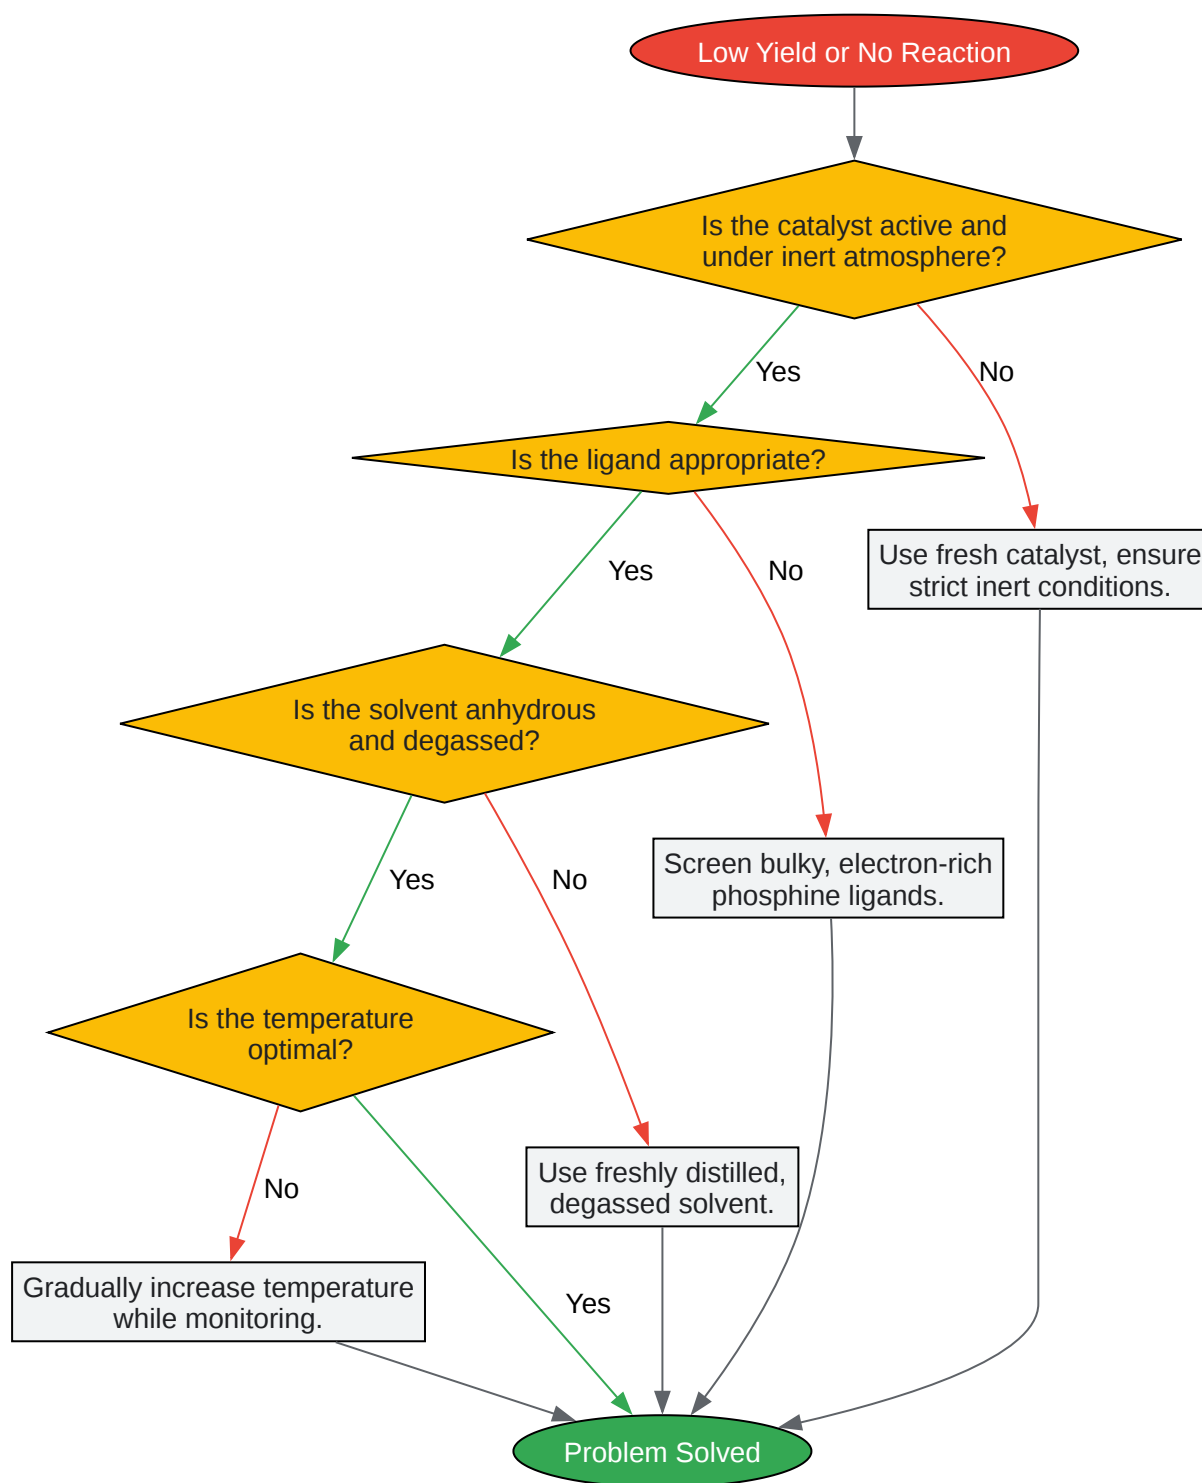 Low Yield or No Reaction
Is the catalyst active and
under inert atmosphere?
Yes
No
Is the ligand appropriate?
Yes
No
Use fresh catalyst, ensure
strict inert conditions.
Is the solvent anhydrous
and degassed?
Yes
No
Screen bulky, electron-rich
phosphine ligands.
Is the temperature
optimal?
No
Yes
Use freshly distilled,
degassed solvent.
Gradually increase temperature
while monitoring.
Problem Solved